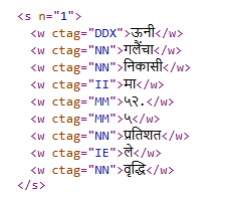 <s n="1">
<w ctag="DDX">ऊनी</w>
<w ctag="NN">गलैंचा</w>
<w ctag="NN">निकासी</w>
<w ctag="II">मा</w>
<w ctag="MM">५२.</w>
<w ctag="MM">५</w>
<w ctag="NN">प्रतिशत</w>
<w ctag="IE">ले</w>
<w ctag="NN">वृद्धि</w>
</s>